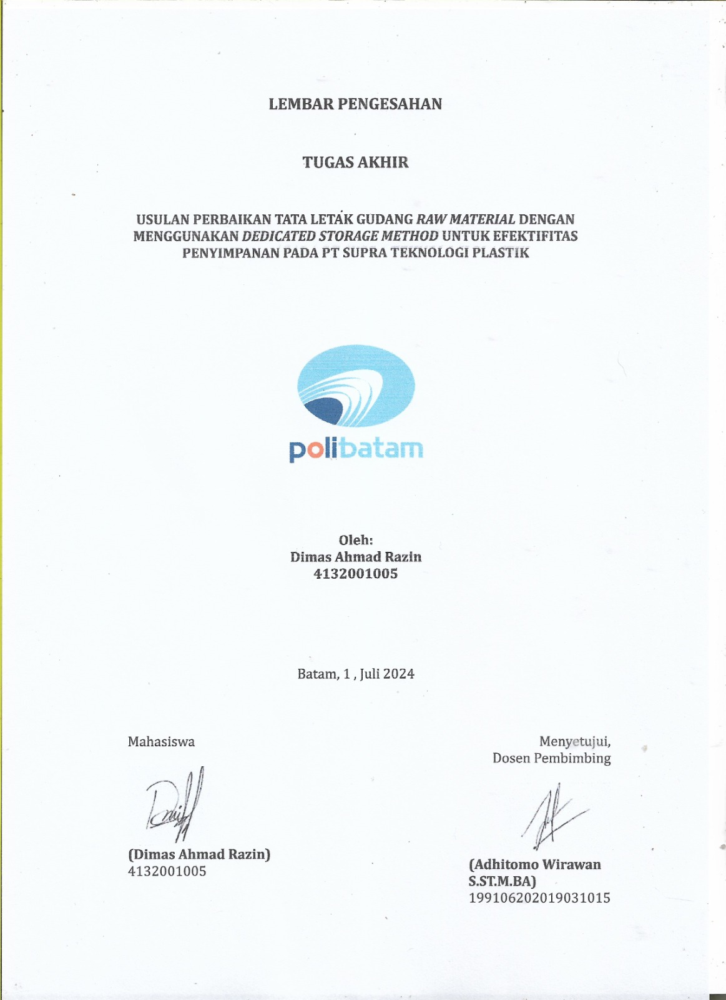 LEMBAR PENGESAHAN
TUGAS AKHIR
USULAN PERBAIKAN TATA LETAK GUDANG RAW MATERIAL DENGAN
MENGGUNAKAN DEDICATED STORAGE METHOD UNTUK EFEKTIFITAS
PENYIMPANAN PADA PT SUPRA TEKNOLOGI PLASTIK
polibatam
Oleh:
Dimas Ahmad Razin
4132001005
Batam, 1 , Juli 2024
Mahasiswa
(Dimas Ahmad Razin)
4132001005
Menyetujui,
Dosen Pembimbing
(Adhitomo Wirawan
S.ST.M.BA)
199106202019031015